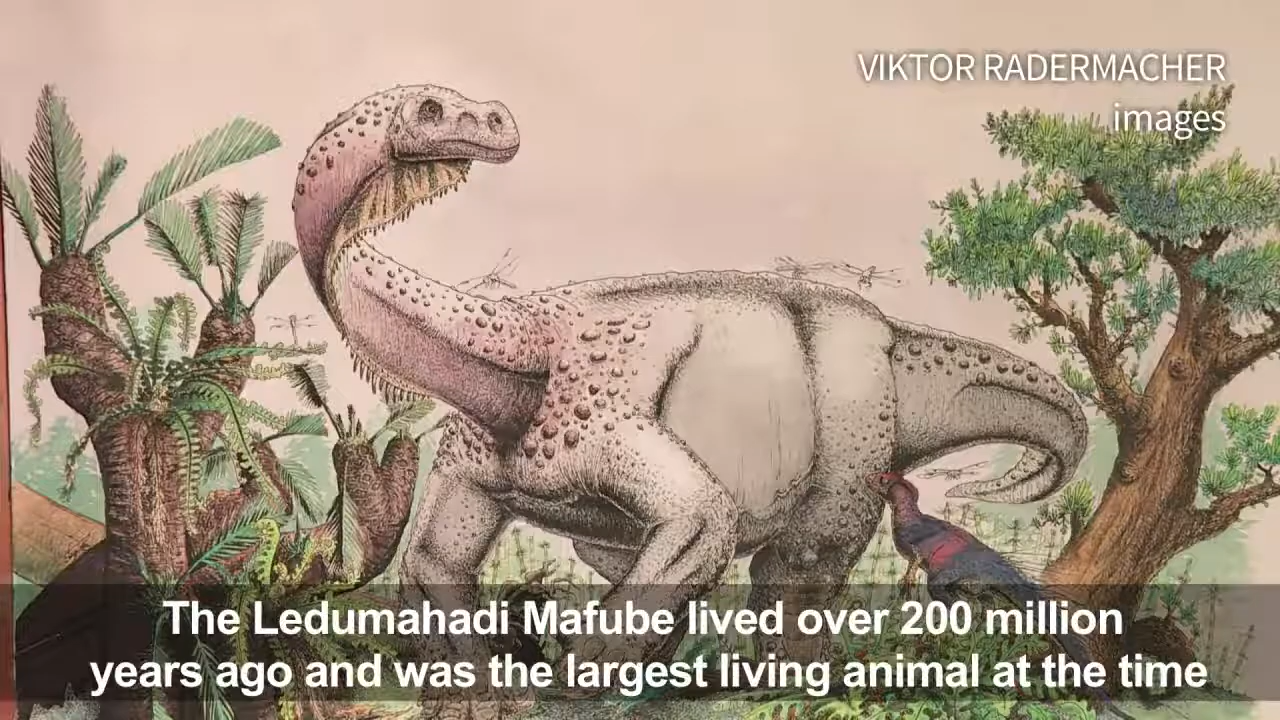 VIKTOR RADERMACHER
images
The Ledumahadi Mafube lived over 200 million
years ago and was the largest living animal at the time